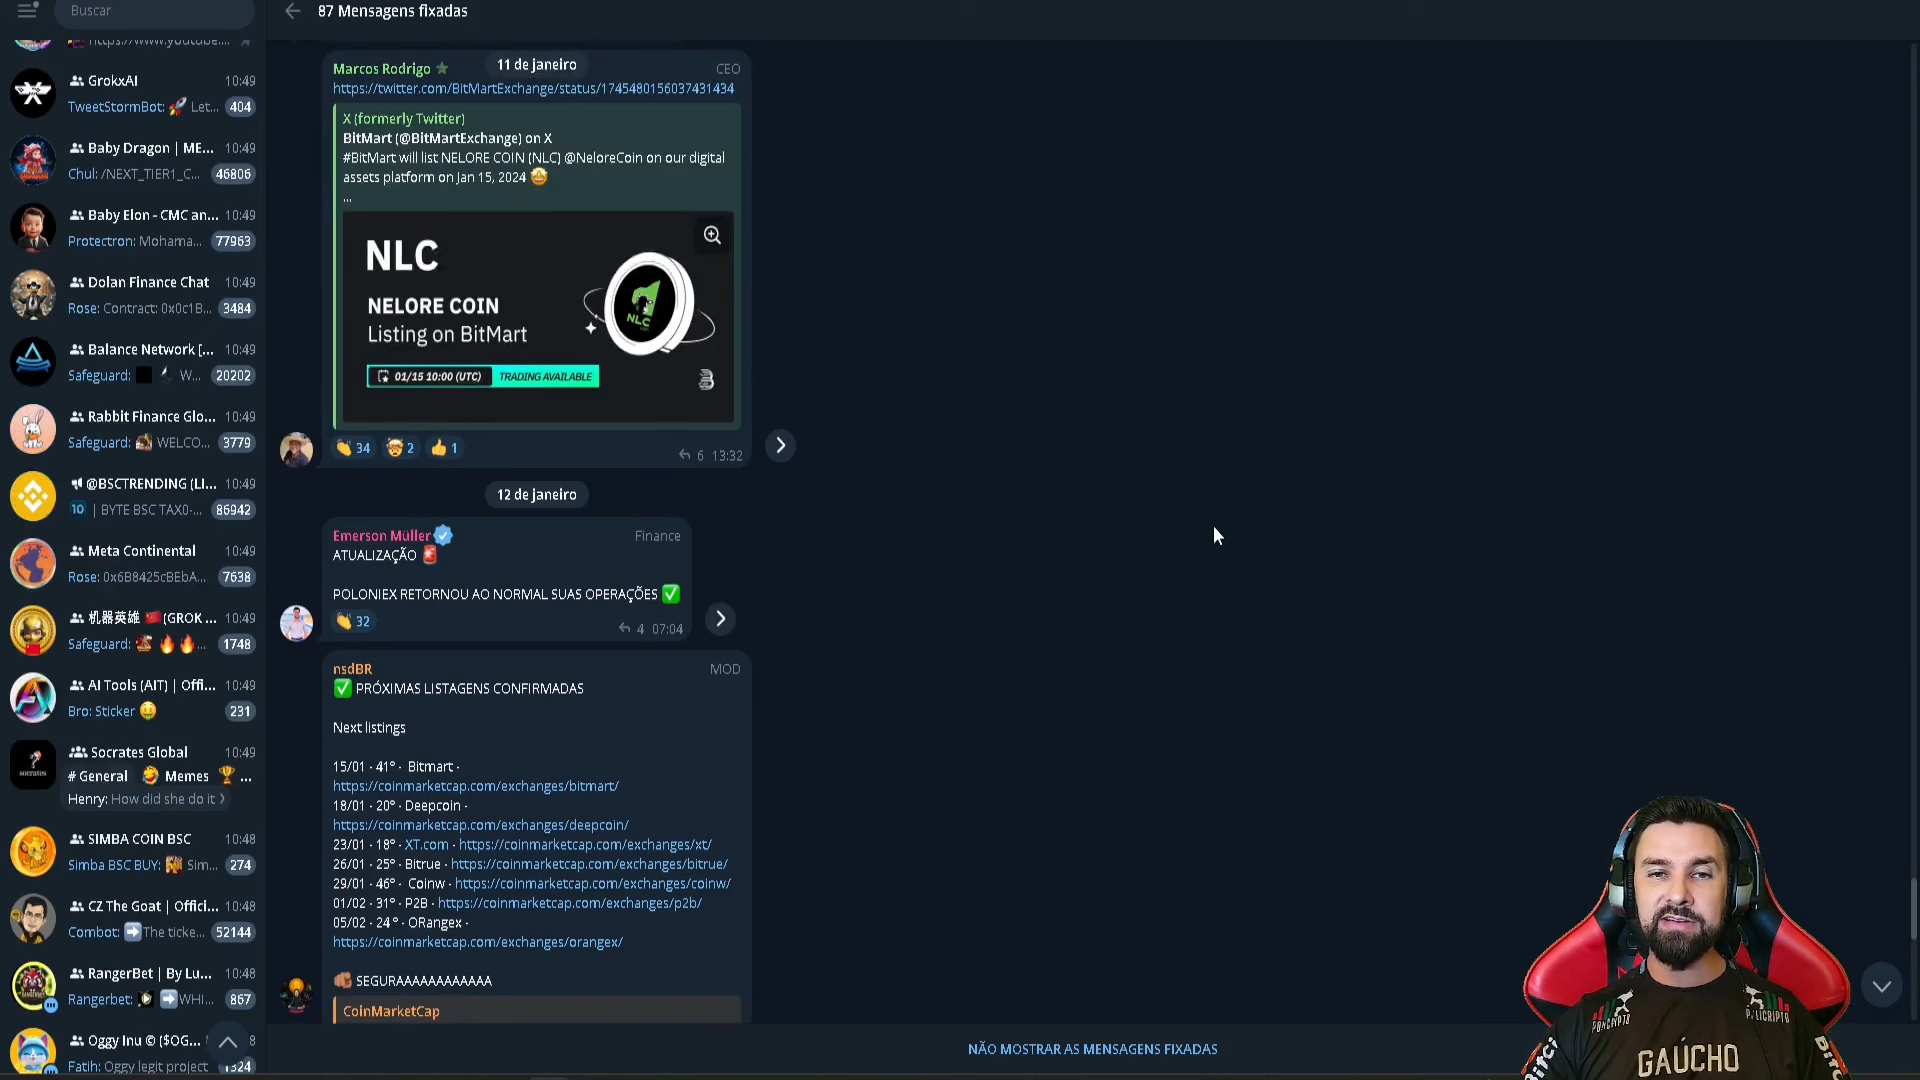 Buscar
87 Mensagens fixadas
https://www.youtube....
GrokxAI 10:49
TweetStormBot: 🚀 Let... 404
Baby Dragon | ME... 10:49
Chul: /NEXT_TIER1_C... 46806
Baby Elon - CMC an... 10:49
Protectron: Mohama... 77963
Dolan Finance Chat 10:49
Rose: Contract: 0x0c1B... 3484
Balance Network [... 10:49
Safeguard: W... 20202
Rabbit Finance Glo... 10:49
Safeguard: WELCO... 3779
@BSCTRENDING (LI... 10:49
10 | BYTE BSC TAX0-... 86942
Meta Continental 10:49
Rose: 0x6B8425cBEbA... 7638
机器英雄 🇨🇳(GROK ... 10:49
Safeguard: 🔥🔥... 1748
AI Tools (AIT) | Offi... 10:49
Bro: Sticker 🤑 231
Socrates Global 10:49
# General 🤣 Memes 🏆 ...
Henry: How did she do it
socrates
SIMBA COIN BSC 10:48
Simba BSC BUY: Sim... 274
CZ The Goat | Offici... 10:48
Combot: ➡️The ticke... 52144
RangerBet | By Lu... 10:48
Rangerbet: ➡️WHI... 867
Oggy Inu © ($OG... 8
Fatih: Oggy legit project 1324
11 de janeiro
Marcos Rodrigo CEO
https://twitter.com/BitMartExchange/status/1745480156037431434
X (formerly Twitter)
BitMart (@BitMartExchange) on X
#BitMart will list NELORE COIN (NLC) @NeloreCoin on our digital
assets platform on Jan 15, 2024 🤩
...
NLC
NELORE COIN
Listing on BitMart
01/15 10:00 (UTC) TRADING AVAILABLE
NLC
👏 34 🤯 2 👍 1
6 13:32
12 de janeiro
Emerson Müller Finance
ATUALIZAÇÃO 🚨
POLONIEX RETORNOU AO NORMAL SUAS OPERAÇÕES ✅
👏 32
4 07:04
nsdBR MOD
✅ PRÓXIMAS LISTAGENS CONFIRMADAS
Next listings
15/01 - 41° - Bitmart -
https://coinmarketcap.com/exchanges/bitmart/
18/01 - 20° - Deepcoin -
https://coinmarketcap.com/exchanges/deepcoin/
23/01 - 18° - XT.com - https://coinmarketcap.com/exchanges/xt/
26/01 - 25° - Bitrue - https://coinmarketcap.com/exchanges/bitrue/
29/01 - 46° - Coinw - https://coinmarketcap.com/exchanges/coinw/
01/02 - 31° - P2B - https://coinmarketcap.com/exchanges/p2b/
05/02 - 24 ° - ORangex -
https://coinmarketcap.com/exchanges/orangex/
SEGURAAAAAAAAAAAA
CoinMarketCap
NÃO MOSTRAR AS MENSAGENS FIXADAS
GAÚCHO